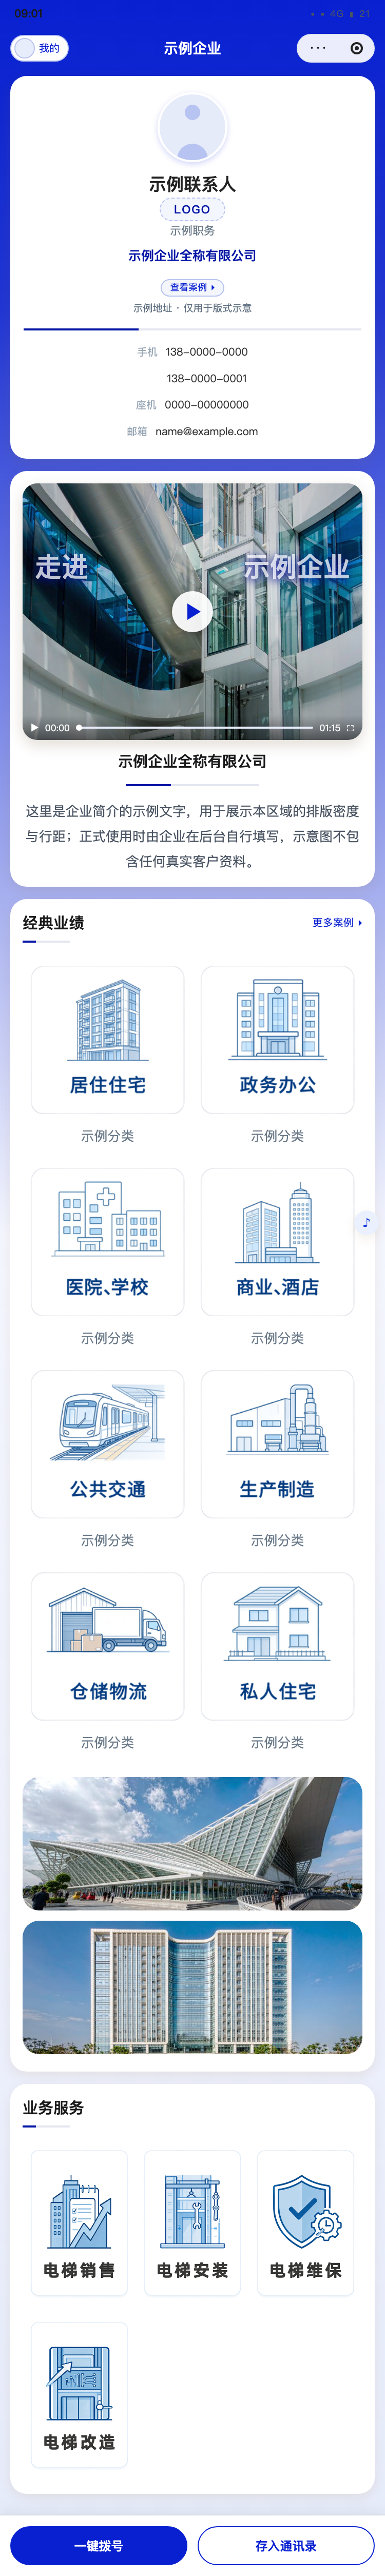 09:01
4G 21
我的
示例企业
示例联系人
LOGO
示例职务
示例企业全称有限公司
查看案例
示例地址 · 仅用于版式示意
手机 138-0000-0000
138-0000-0001
座机 0000-00000000
邮箱 name@example.com
走进 示例企业
00:00 01:15
示例企业全称有限公司
这里是企业简介的示例文字，用于展示本区域的排版密度
与行距；正式使用时由企业在后台自行填写，示意图不包
含任何真实客户资料。
经典业绩 更多案例
居住住宅 政务办公
示例分类 示例分类
医院、学校 商业、酒店
示例分类 示例分类
公共交通 生产制造
示例分类 示例分类
仓储物流 私人住宅
示例分类 示例分类
业务服务
电梯销售 电梯安装 电梯维保
电梯改造
一键拨号 存入通讯录